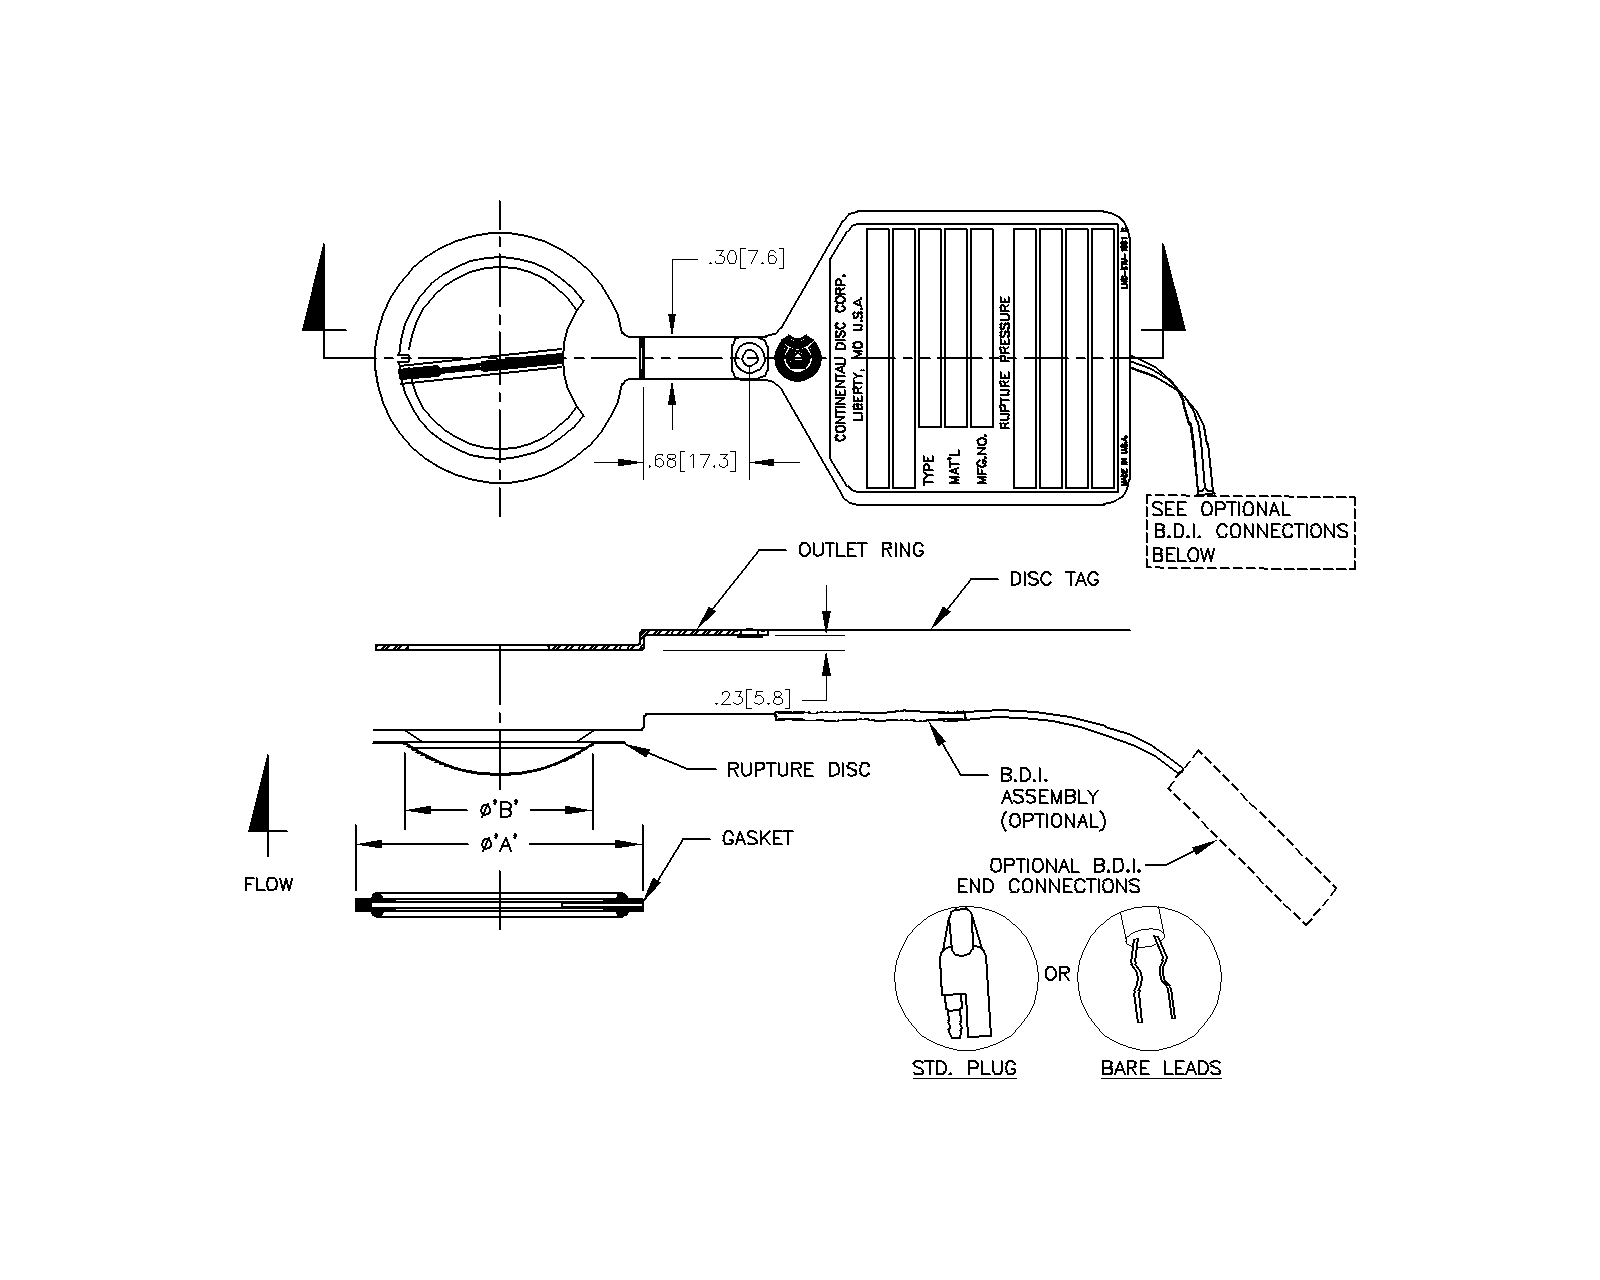 .30[7.6]
.68[17.3]
CONTINENTAL DISC CORP.
LIBERTY, MO U.S.A.
TYPE
MAT'L
MFG.NO.
RUPTURE PRESSURE
MADE IN U.S.A.
SEE OPTIONAL
B.D.I. CONNECTIONS
BELOW
OUTLET RING
DISC TAG
.23[5.8]
RUPTURE DISC
B.D.I.
ASSEMBLY
(OPTIONAL)
Ø'B'
Ø'A'
GASKET
FLOW
OPTIONAL B.D.I.
END CONNECTIONS
OR
STD. PLUG
BARE LEADS